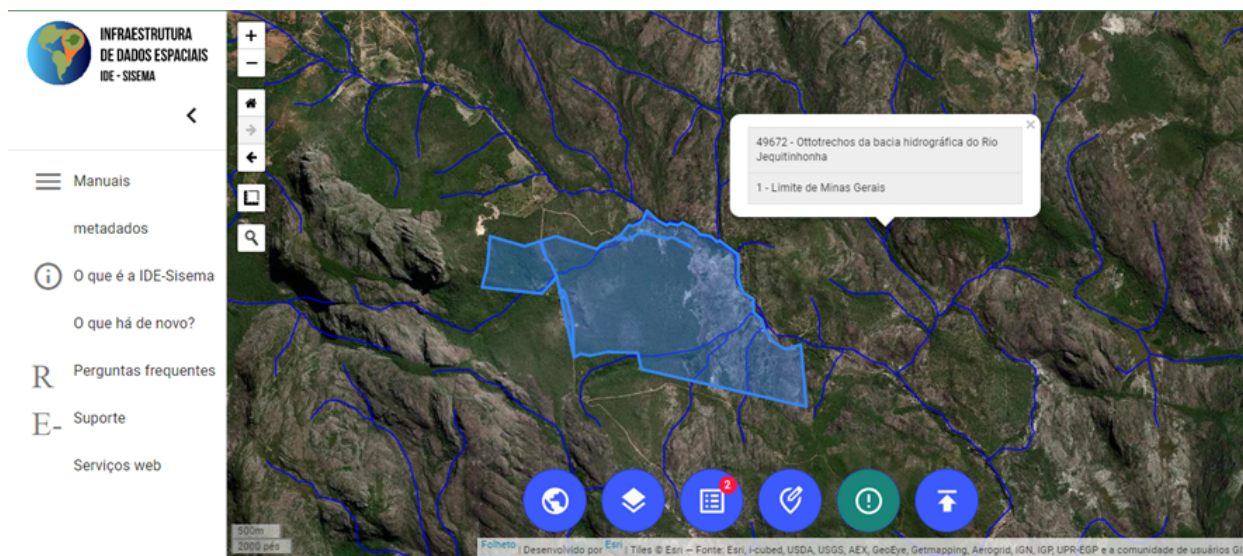 INFRAESTRUTURA
DE DADOS ESPACIAIS
IDE - SISEMA
Manuais
metadados
O que é a IDE-Sisema
O que há de novo?
R Perguntas frequentes
E- Suporte
Serviços web
+
−
49672 - Ottotrechos da bacia hidrográfica do Rio
Jequitinhonha
1 - Limite de Minas Gerais
×
2
500m
2000 pés
Folheto | Desenvolvido por Esri | Tiles © Esri — Fonte: Esri, i-cubed, USDA, USGS, AEX, GeoEye, Getmapping, Aerogrid, IGN, IGP, UPR-EGP e a comunidade de usuários